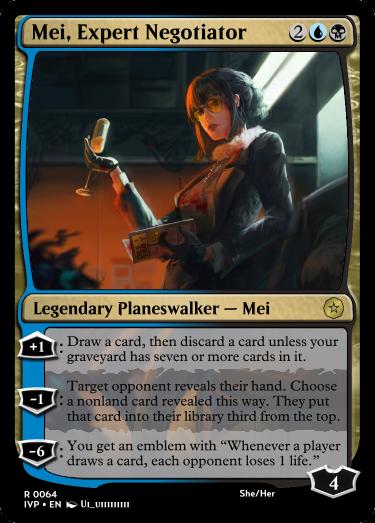 Mei, Expert Negotiator 2
Legendary Planeswalker — Mei
+1: Draw a card, then discard a card unless your
graveyard has seven or more cards in it.
-1: Target opponent reveals their hand. Choose
a nonland card revealed this way. They put
that card into their library third from the top.
-6: You get an emblem with “Whenever a player
draws a card, each opponent loses 1 life.”
4
R 0064 She/Her
IVP • EN